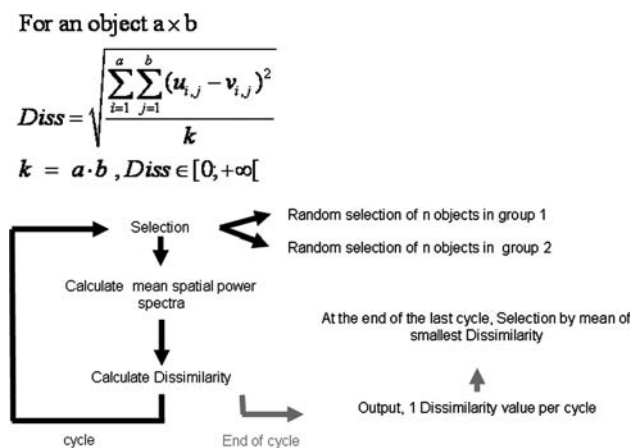 For an object a × b
Diss = √( ∑_{i=1}^{a} ∑_{j=1}^{b} (u_{i,j} − v_{i,j})² / k )
k = a·b , Diss ∈ [0; +∞[
Selection
Random selection of n objects in group 1
Random selection of n objects in group 2
Calculate mean spatial power
spectra
At the end of the last cycle, Selection by mean of
smallest Dissimilarity
Calculate Dissimilarity
Output, 1 Dissimilarity value per cycle
cycle
End of cycle